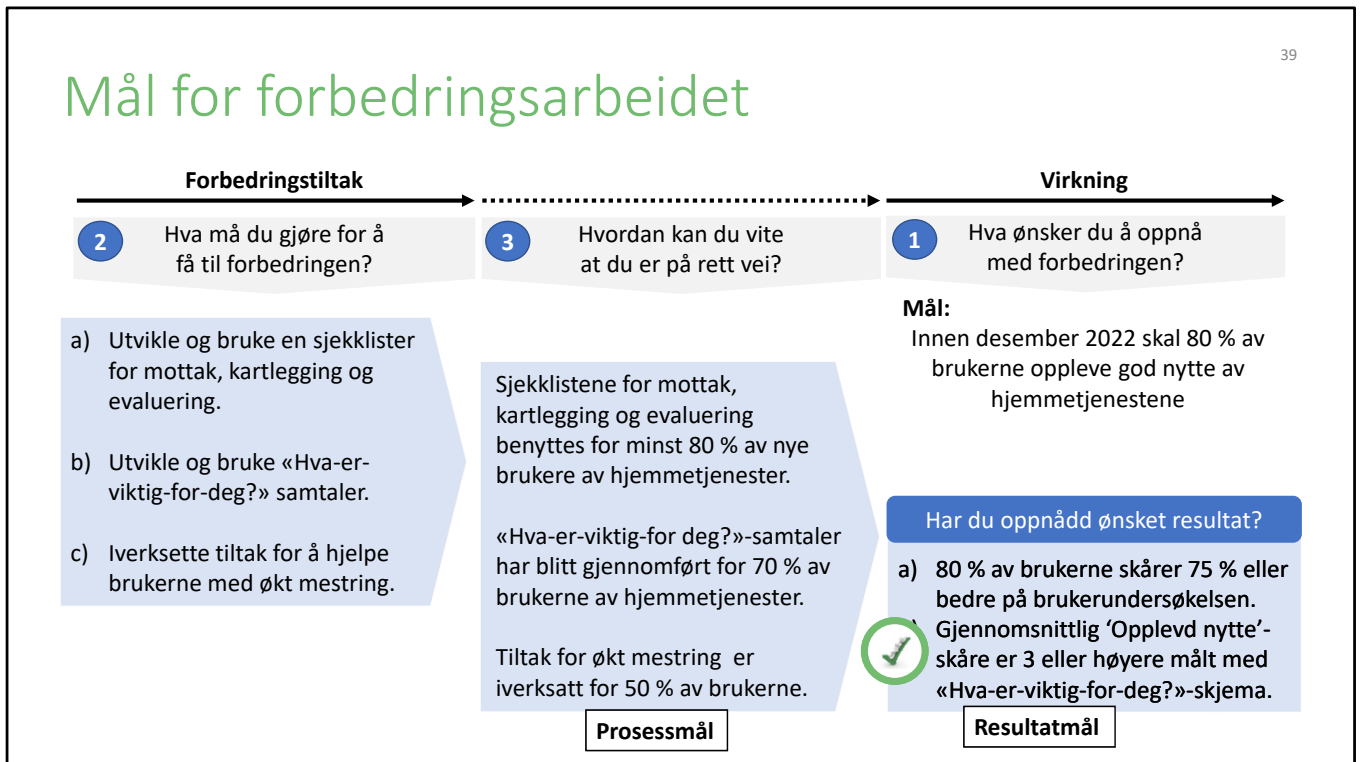 39
Mål for forbedringsarbeidet
Forbedringstiltak
Virkning
2
Hva må du gjøre for å
få til forbedringen?
3
Hvordan kan du vite
at du er på rett vei?
1
Hva ønsker du å oppnå
med forbedringen?
a) Utvikle og bruke en sjekklister
for mottak, kartlegging og
evaluering.
b) Utvikle og bruke «Hva-er-
viktig-for-deg?» samtaler.
c) Iverksette tiltak for å hjelpe
brukerne med økt mestring.
Sjekklistene for mottak,
kartlegging og evaluering
benyttes for minst 80 % av nye
brukere av hjemmetjenester.
«Hva-er-viktig-for deg?»-samtaler
har blitt gjennomført for 70 % av
brukerne av hjemmetjenester.
Tiltak for økt mestring er
iverksatt for 50 % av brukerne.
Prosessmål
Mål:
Innen desember 2022 skal 80 % av
brukerne oppleve god nytte av
hjemmetjenestene
Har du oppnådd ønsket resultat?
a) 80 % av brukerne skårer 75 % eller
bedre på brukerundersøkelsen.
) Gjennomsnittlig ‘Opplevd nytte’-
skåre er 3 eller høyere målt med
«Hva-er-viktig-for-deg?»-skjema.
Resultatmål